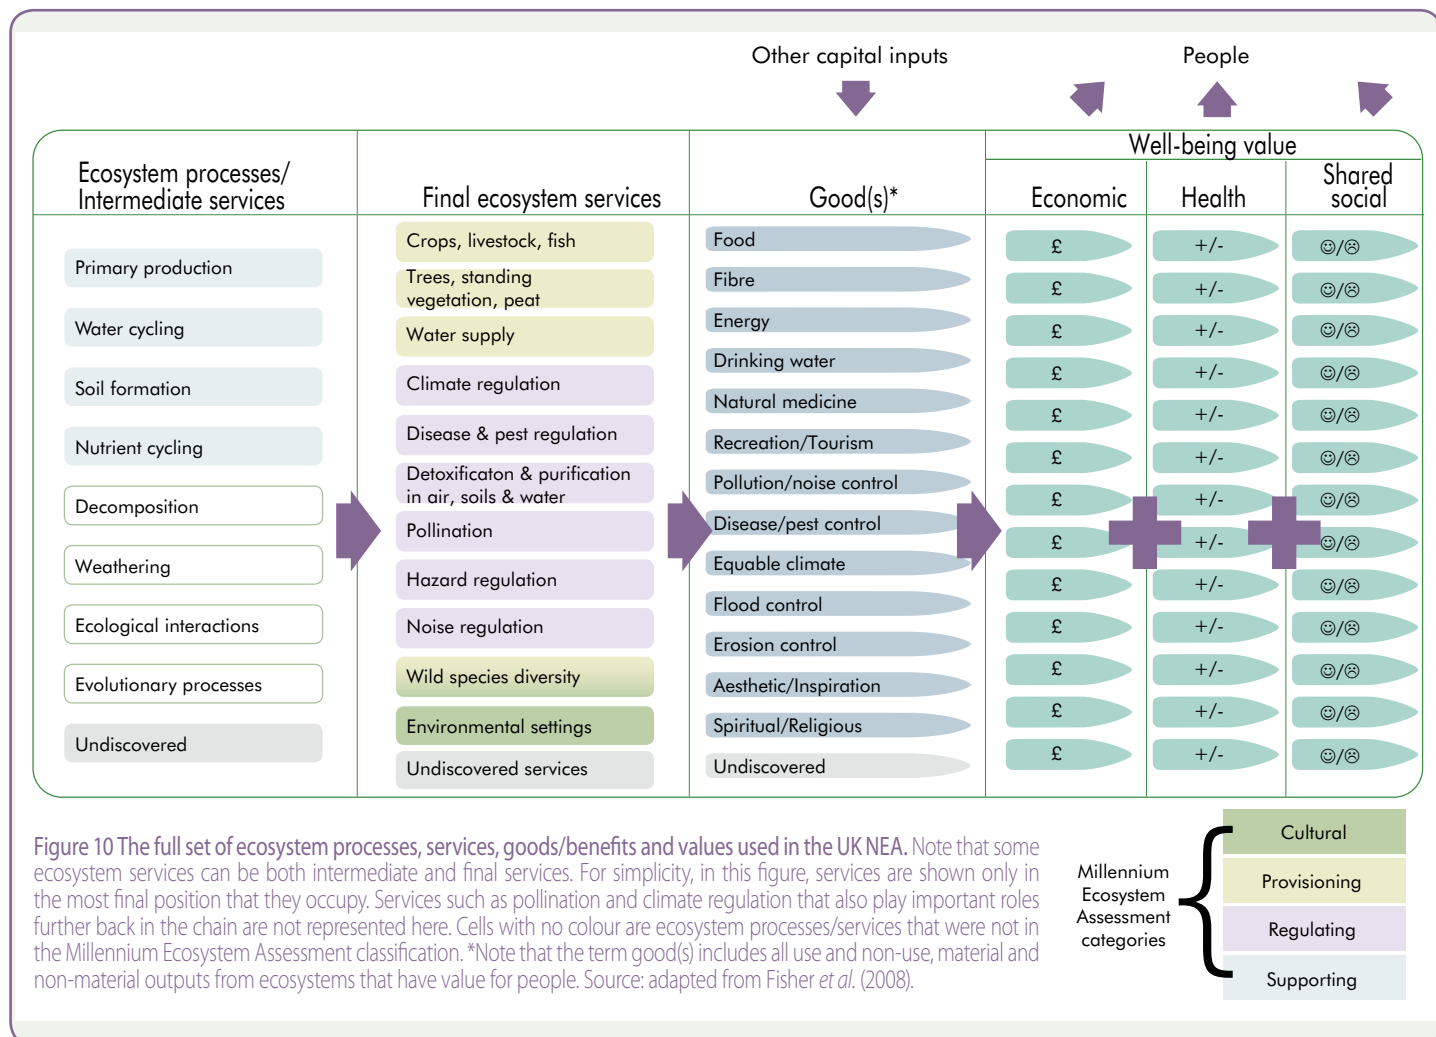 Other capital inputs
People
Ecosystem processes/
Intermediate services
Final ecosystem services
Good(s)*
Well-being value
Economic
Health
Shared
social
Primary production
Water cycling
Soil formation
Nutrient cycling
Decomposition
Weathering
Ecological interactions
Evolutionary processes
Undiscovered
Crops, livestock, fish
Trees, standing
vegetation, peat
Water supply
Climate regulation
Disease & pest regulation
Detoxificaton & purification
in air, soils & water
Pollination
Hazard regulation
Noise regulation
Wild species diversity
Environmental settings
Undiscovered services
Food
Fibre
Energy
Drinking water
Natural medicine
Recreation/Tourism
Pollution/noise control
Disease/pest control
Equable climate
Flood control
Erosion control
Aesthetic/Inspiration
Spiritual/Religious
Undiscovered
£ +/- ☺/☹
£ +/- ☺/☹
£ +/- ☺/☹
£ +/- ☺/☹
£ +/- ☺/☹
£ +/- ☺/☹
£ +/- ☺/☹
£ +/- ☺/☹
£ +/- ☺/☹
£ +/- ☺/☹
£ +/- ☺/☹
£ +/- ☺/☹
£ +/- ☺/☹
Figure 10 The full set of ecosystem processes, services, goods/benefits and values used in the UK NEA. Note that some
ecosystem services can be both intermediate and final services. For simplicity, in this figure, services are shown only in
the most final position that they occupy. Services such as pollination and climate regulation that also play important roles
further back in the chain are not represented here. Cells with no colour are ecosystem processes/services that were not in
the Millennium Ecosystem Assessment classification. *Note that the term good(s) includes all use and non-use, material and
non-material outputs from ecosystems that have value for people. Source: adapted from Fisher et al. (2008).
Millennium
Ecosystem
Assessment
categories
Cultural
Provisioning
Regulating
Supporting